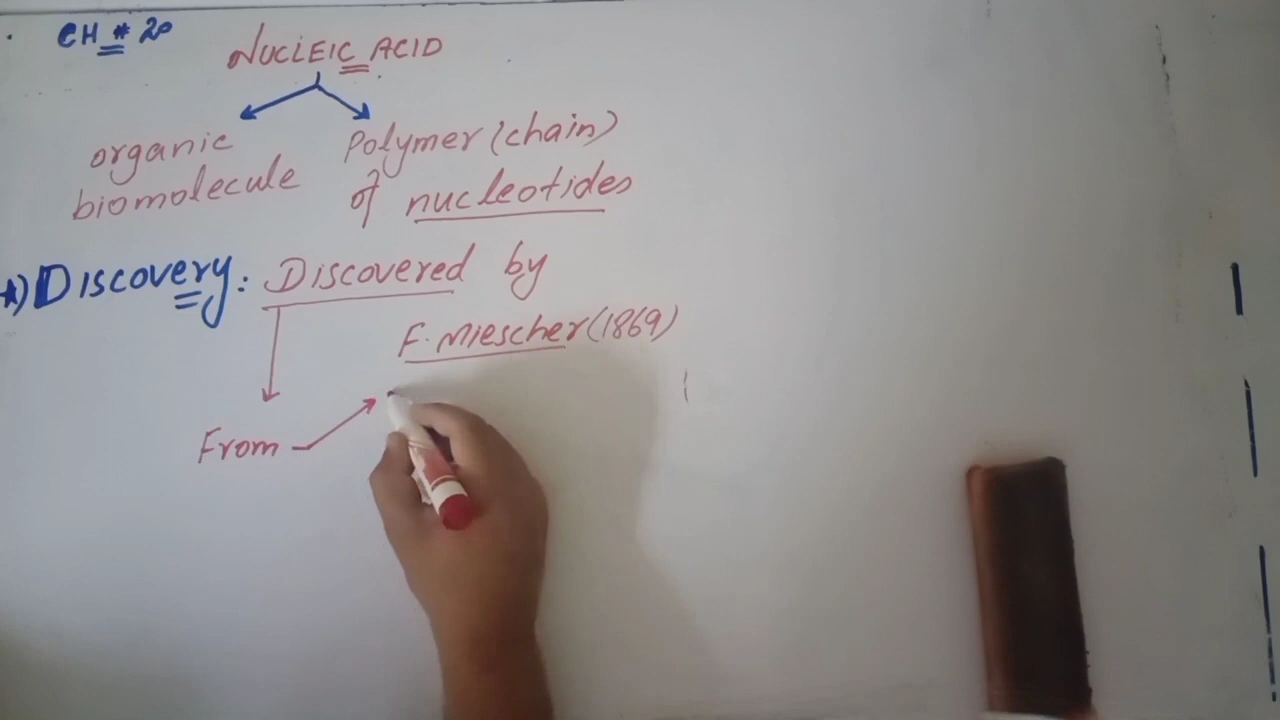 CH # 20
NUCLEIC ACID
organic
biomolecule
Polymer (chain)
of nucleotides
*) Discovery: Discovered by
F. Miescher (1869)
From